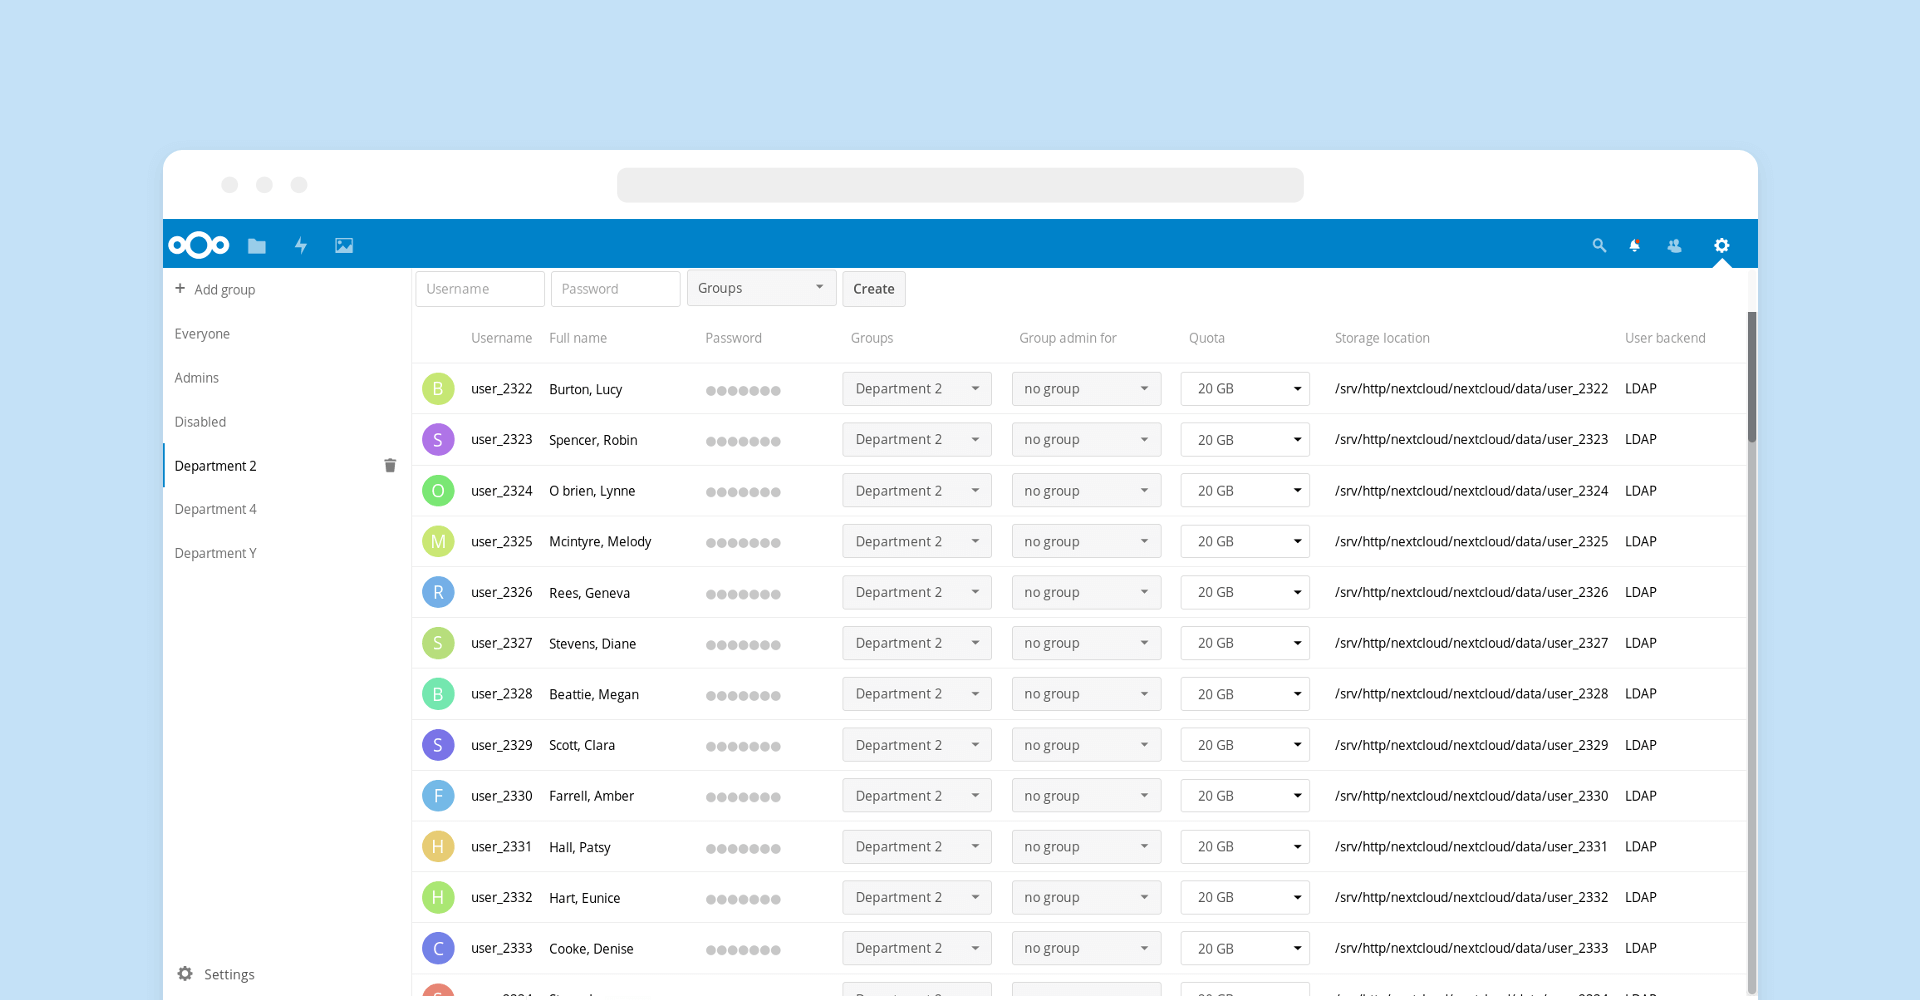 Add group
Username Password Groups Create
Everyone
Admins
Disabled
Department 2
Department 4
Department Y
Settings
Username Full name Password Groups Group admin for Quota Storage location User backend
B user_2322 Burton, Lucy Department 2 no group 20 GB /srv/http/nextcloud/nextcloud/data/user_2322 LDAP
S user_2323 Spencer, Robin Department 2 no group 20 GB /srv/http/nextcloud/nextcloud/data/user_2323 LDAP
O user_2324 O brien, Lynne Department 2 no group 20 GB /srv/http/nextcloud/nextcloud/data/user_2324 LDAP
M user_2325 Mcintyre, Melody Department 2 no group 20 GB /srv/http/nextcloud/nextcloud/data/user_2325 LDAP
R user_2326 Rees, Geneva Department 2 no group 20 GB /srv/http/nextcloud/nextcloud/data/user_2326 LDAP
S user_2327 Stevens, Diane Department 2 no group 20 GB /srv/http/nextcloud/nextcloud/data/user_2327 LDAP
B user_2328 Beattie, Megan Department 2 no group 20 GB /srv/http/nextcloud/nextcloud/data/user_2328 LDAP
S user_2329 Scott, Clara Department 2 no group 20 GB /srv/http/nextcloud/nextcloud/data/user_2329 LDAP
F user_2330 Farrell, Amber Department 2 no group 20 GB /srv/http/nextcloud/nextcloud/data/user_2330 LDAP
H user_2331 Hall, Patsy Department 2 no group 20 GB /srv/http/nextcloud/nextcloud/data/user_2331 LDAP
H user_2332 Hart, Eunice Department 2 no group 20 GB /srv/http/nextcloud/nextcloud/data/user_2332 LDAP
C user_2333 Cooke, Denise Department 2 no group 20 GB /srv/http/nextcloud/nextcloud/data/user_2333 LDAP